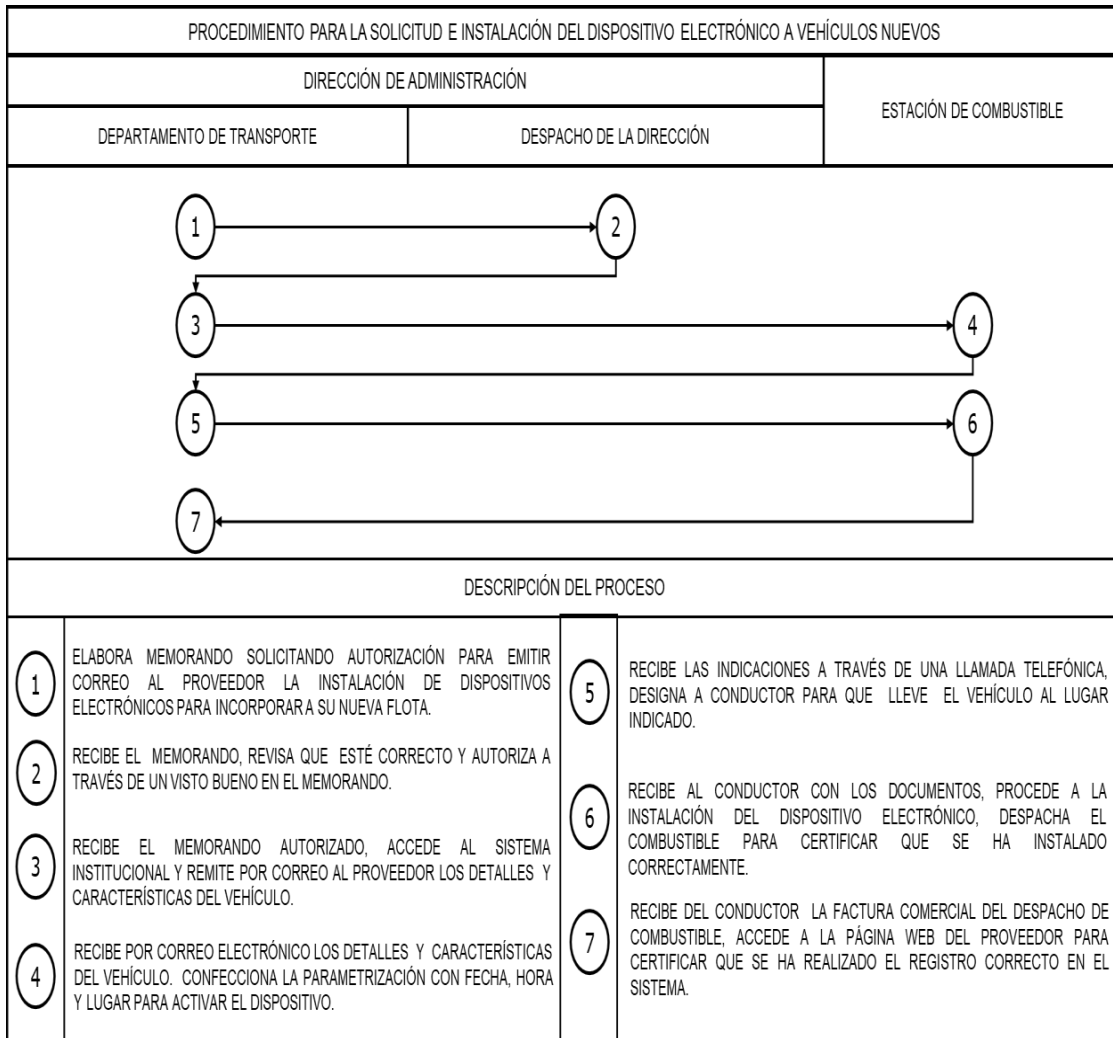 PROCEDIMIENTO PARA LA SOLICITUD E INSTALACIÓN DEL DISPOSITIVO ELECTRÓNICO A VEHÍCULOS NUEVOS
DIRECCIÓN DE ADMINISTRACIÓN
ESTACIÓN DE COMBUSTIBLE
DEPARTAMENTO DE TRANSPORTE
DESPACHO DE LA DIRECCIÓN
1
2
3
4
5
6
7
DESCRIPCIÓN DEL PROCESO
1
ELABORA MEMORANDO SOLICITANDO AUTORIZACIÓN PARA EMITIR
CORREO AL PROVEEDOR LA INSTALACIÓN DE DISPOSITIVOS
ELECTRÓNICOS PARA INCORPORAR A SU NUEVA FLOTA.
2
RECIBE EL MEMORANDO, REVISA QUE ESTÉ CORRECTO Y AUTORIZA A
TRAVÉS DE UN VISTO BUENO EN EL MEMORANDO.
3
RECIBE EL MEMORANDO AUTORIZADO, ACCEDE AL SISTEMA
INSTITUCIONAL Y REMITE POR CORREO AL PROVEEDOR LOS DETALLES Y
CARACTERÍSTICAS DEL VEHÍCULO.
4
RECIBE POR CORREO ELECTRÓNICO LOS DETALLES Y CARACTERÍSTICAS
DEL VEHÍCULO. CONFECCIONA LA PARAMETRIZACIÓN CON FECHA, HORA
Y LUGAR PARA ACTIVAR EL DISPOSITIVO.
5
RECIBE LAS INDICACIONES A TRAVÉS DE UNA LLAMADA TELEFÓNICA,
DESIGNA A CONDUCTOR PARA QUE LLEVE EL VEHÍCULO AL LUGAR
INDICADO.
6
RECIBE AL CONDUCTOR CON LOS DOCUMENTOS, PROCEDE A LA
INSTALACIÓN DEL DISPOSITIVO ELECTRÓNICO, DESPACHA EL
COMBUSTIBLE PARA CERTIFICAR QUE SE HA INSTALADO
CORRECTAMENTE.
7
RECIBE DEL CONDUCTOR LA FACTURA COMERCIAL DEL DESPACHO DE
COMBUSTIBLE, ACCEDE A LA PÁGINA WEB DEL PROVEEDOR PARA
CERTIFICAR QUE SE HA REALIZADO EL REGISTRO CORRECTO EN EL
SISTEMA.